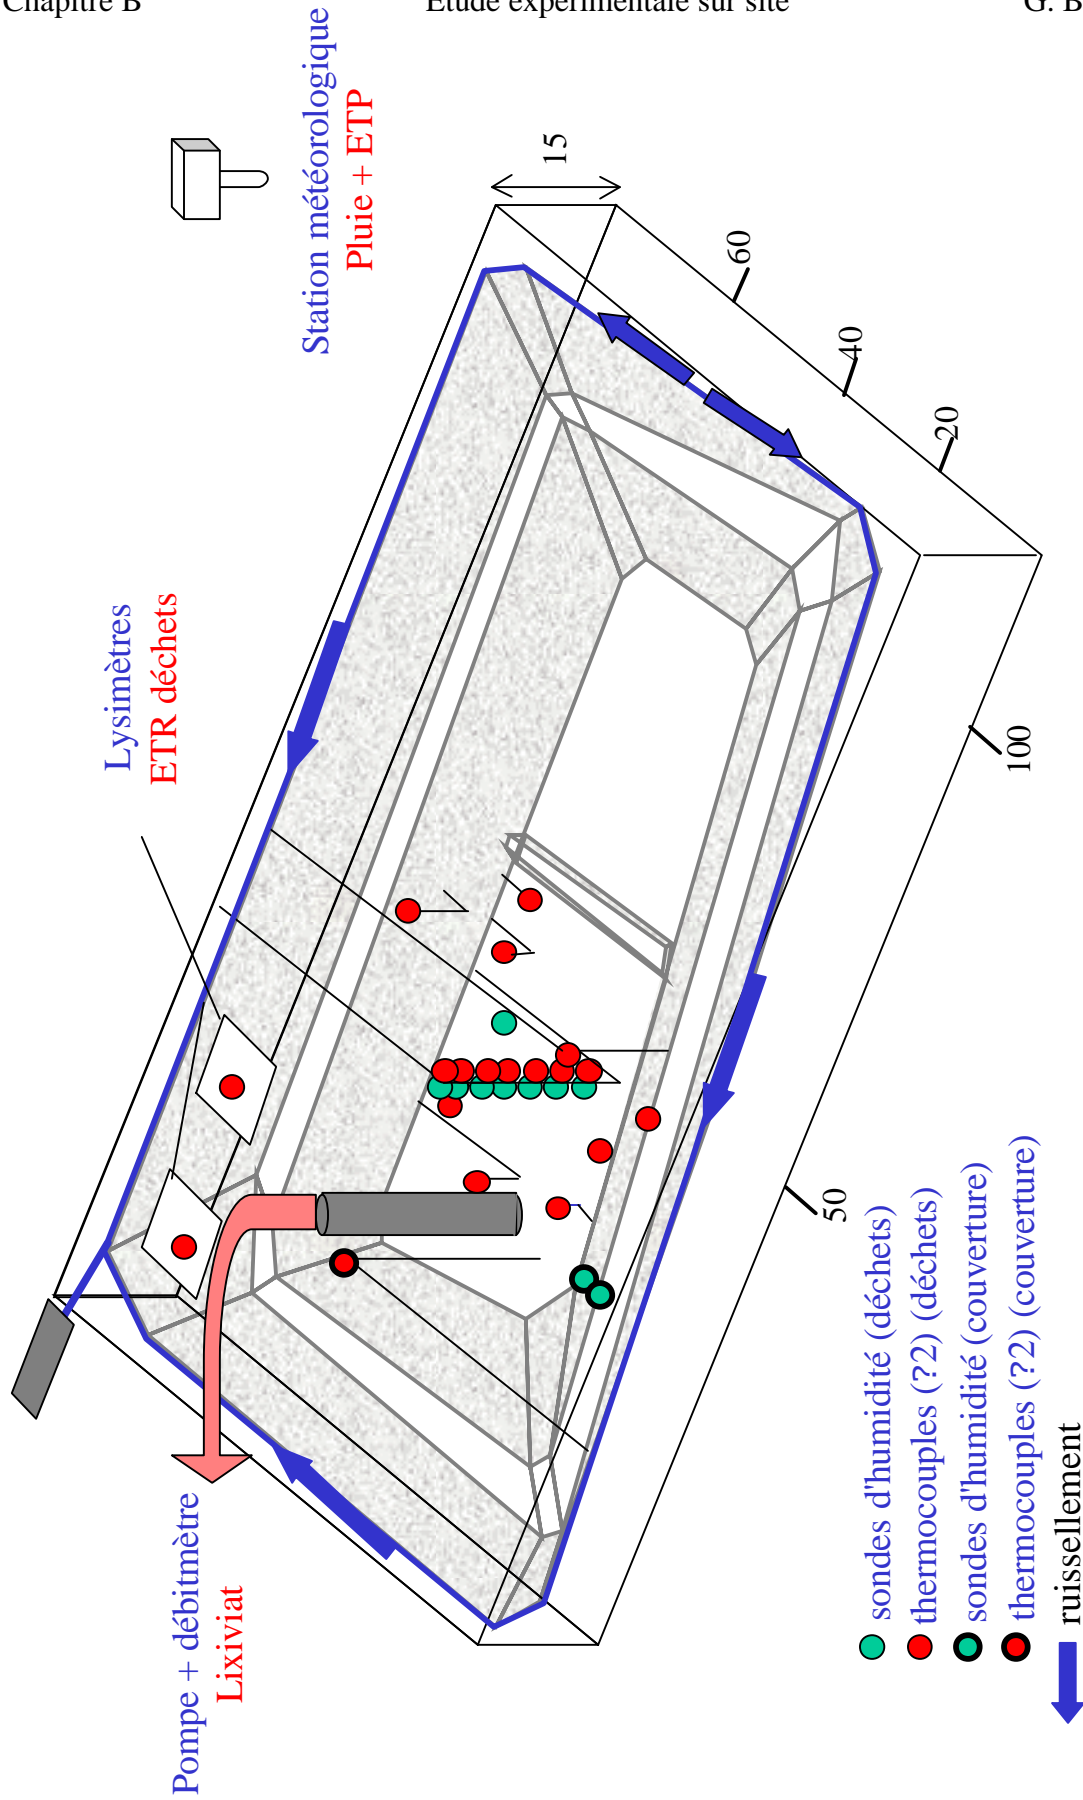 Chapitre B
Etude expérimentale sur site
G. B
Station météorologique
Pluie + ETP
15
60
40
20
100
50
Lysimètres
ETR déchets
Pompe + débitmètre
Lixiviat
sondes d'humidité (déchets)
thermocouples (?2) (déchets)
sondes d'humidité (couverture)
thermocouples (?2) (couverture)
ruissellement